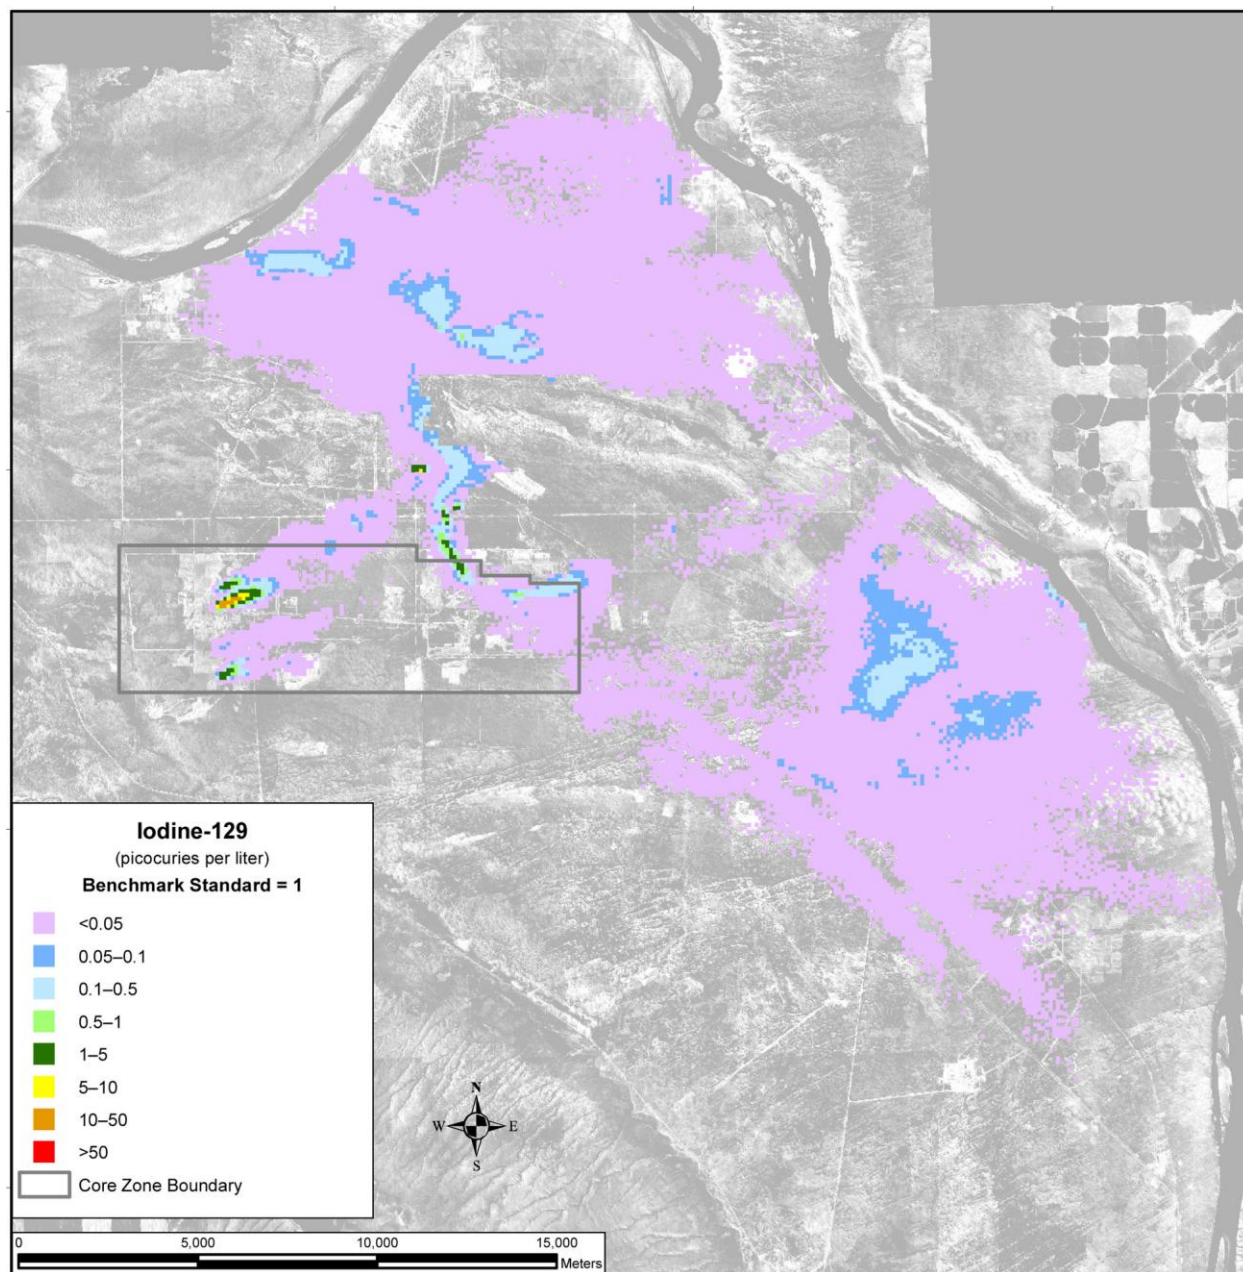 Iodine-129
(picocuries per liter)
Benchmark Standard = 1
<0.05
0.05–0.1
0.1–0.5
0.5–1
1–5
5–10
10–50
>50
Core Zone Boundary
N
W E
S
0 5,000 10,000 15,000
Meters